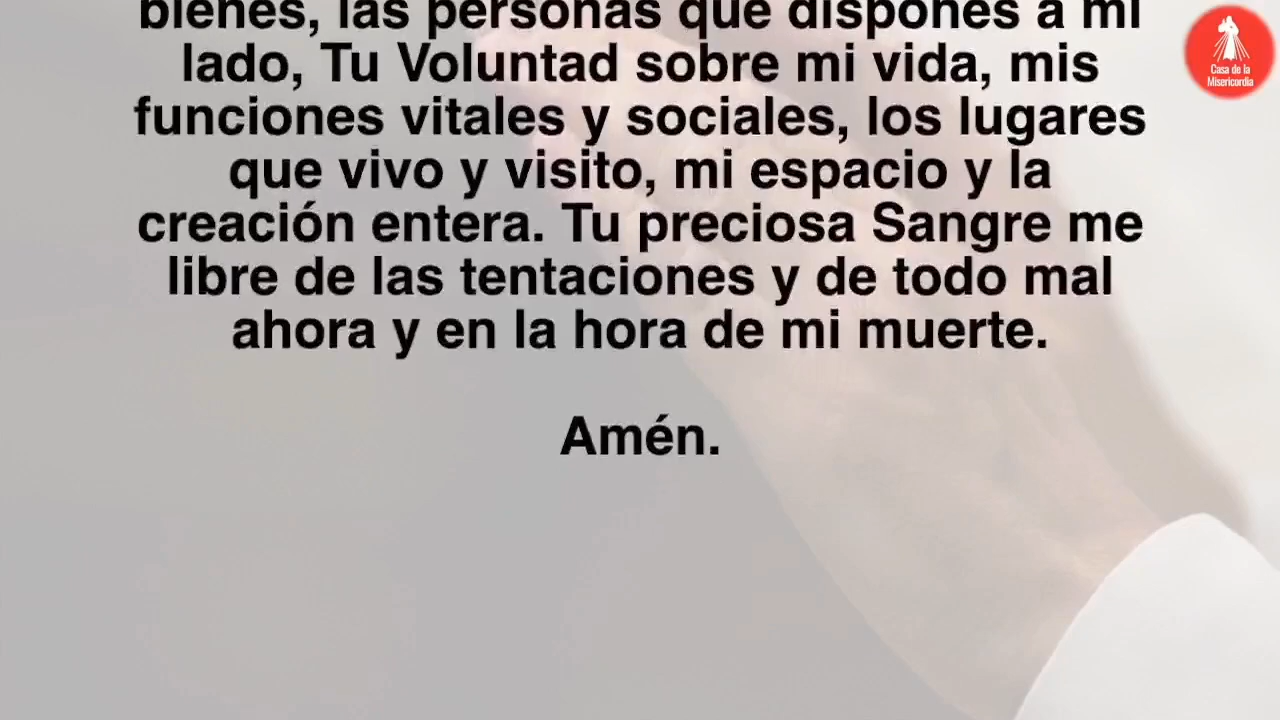 bienes, las personas que dispones a mi
lado, Tu Voluntad sobre mi vida, mis
funciones vitales y sociales, los lugares
que vivo y visito, mi espacio y la
creación entera. Tu preciosa Sangre me
libre de las tentaciones y de todo mal
ahora y en la hora de mi muerte.
Amén.
Casa de la
Misericordia